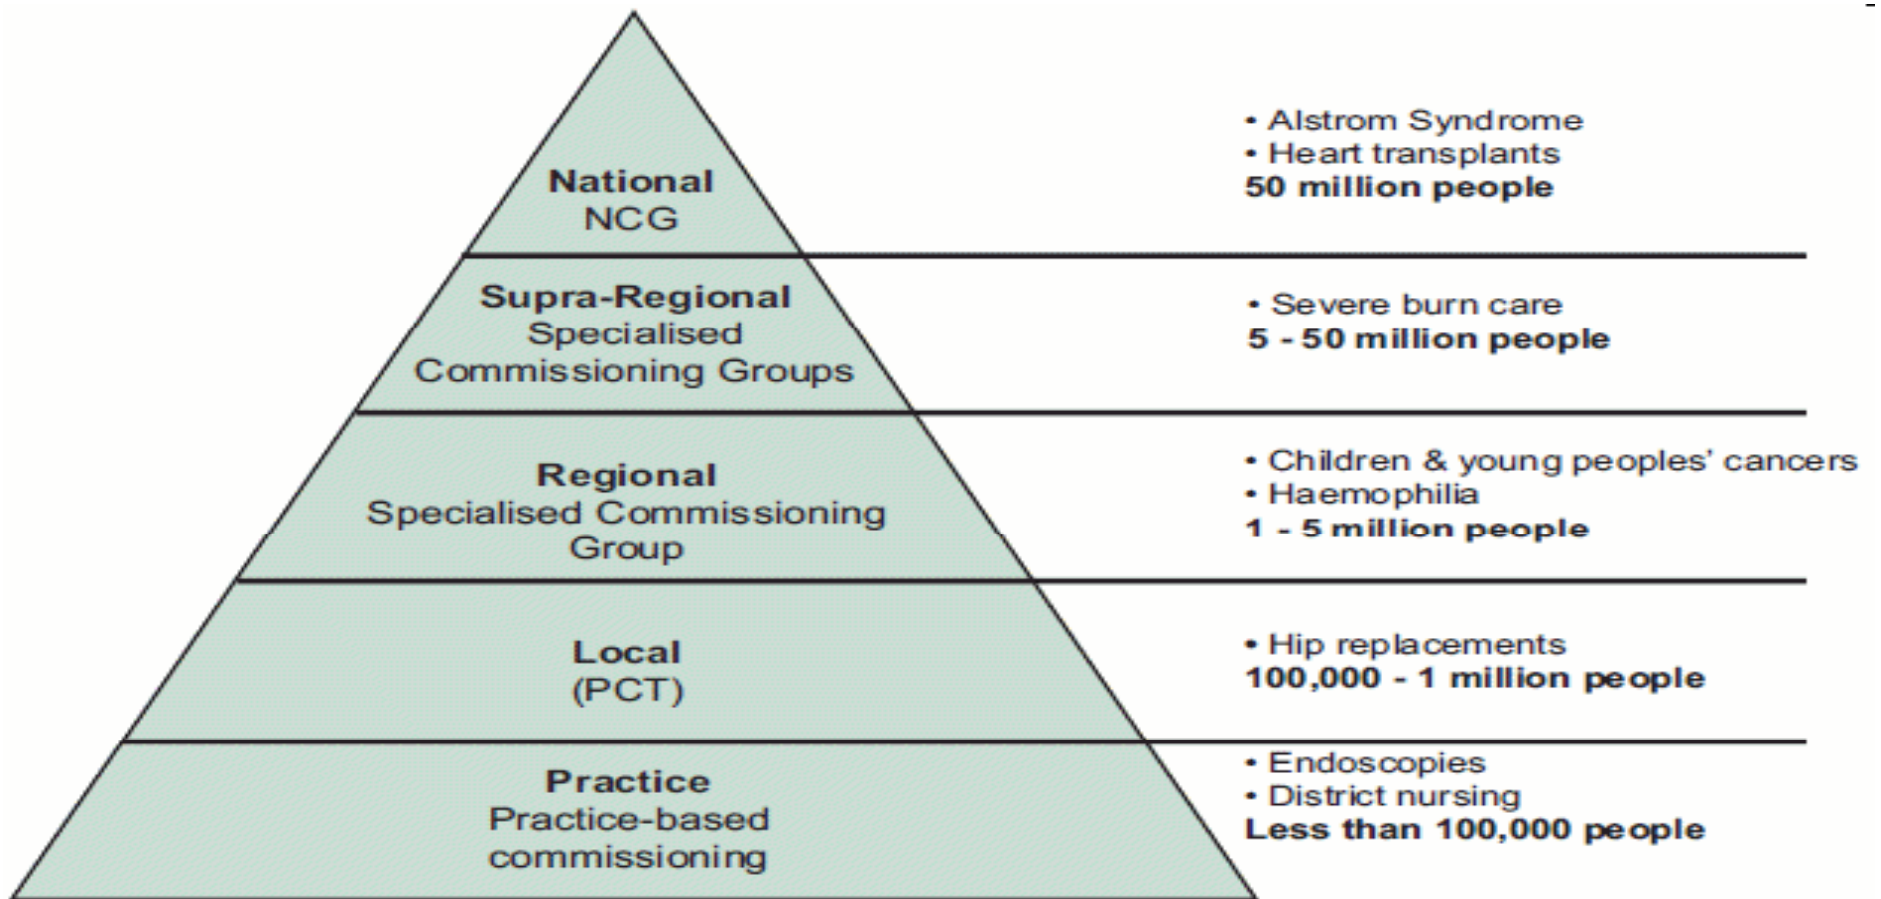 National
NCG
• Alstrom Syndrome
• Heart transplants
50 million people
Supra-Regional
Specialised
Commissioning Groups
• Severe burn care
5 - 50 million people
Regional
Specialised Commissioning
Group
• Children & young peoples’ cancers
• Haemophilia
1 - 5 million people
Local
(PCT)
• Hip replacements
100,000 - 1 million people
Practice
Practice-based
commissioning
• Endoscopies
• District nursing
Less than 100,000 people